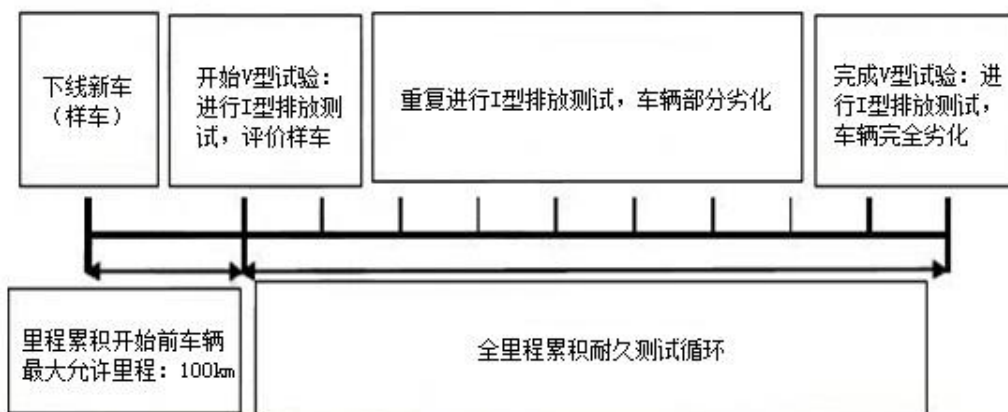 下线新车
（样车）
开始V型试验：
进行I型排放测
试，评价样车
重复进行I型排放测试，车辆部分劣化
完成V型试验：进
行I型排放测试，
车辆完全劣化
里程累积开始前车辆
最大允许里程：100km
全里程累积耐久测试循环